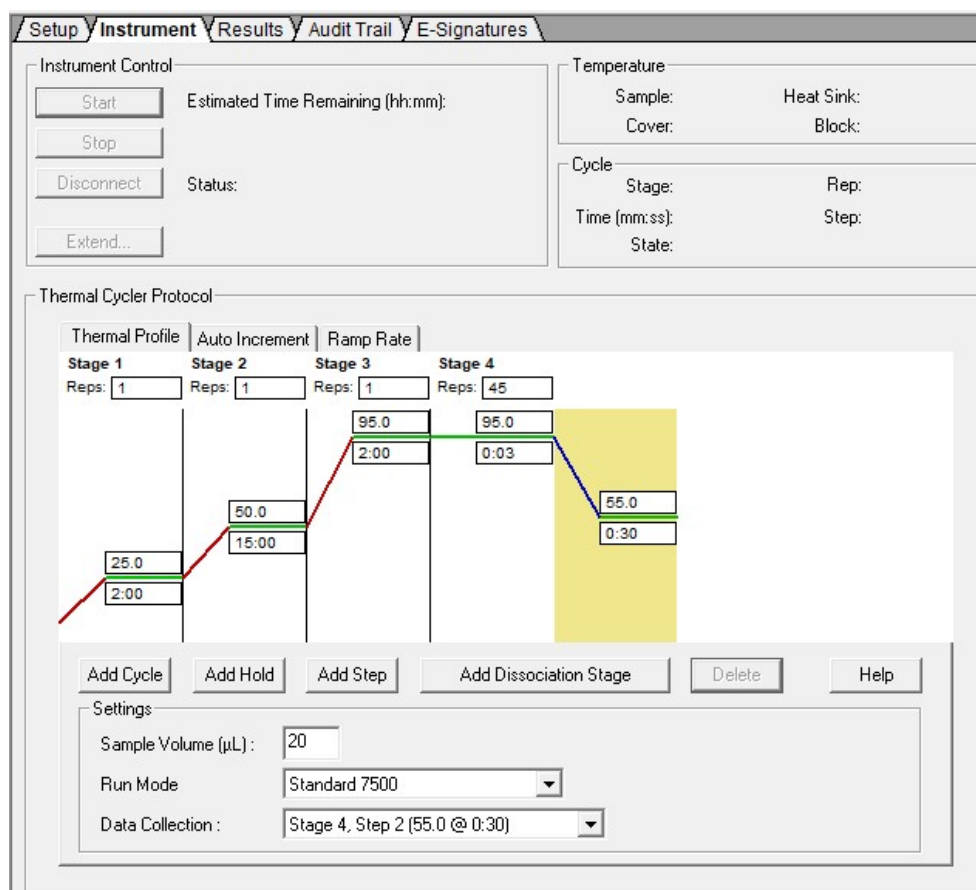 Setup Instrument Results Audit Trail E-Signatures
Instrument Control
Start Estimated Time Remaining (hh:mm):
Stop
Disconnect Status:
Extend...
Temperature
Sample: Heat Sink:
Cover: Block:
Cycle
Stage: Rep:
Time (mm:ss): Step:
State:
Thermal Cycler Protocol
Thermal Profile Auto Increment Ramp Rate
Stage 1 Stage 2 Stage 3 Stage 4
Reps: 1 Reps: 1 Reps: 1 Reps: 45
95.0 95.0
2:00 0:03
50.0 55.0
15:00 0:30
25.0
2:00
Add Cycle Add Hold Add Step Add Dissociation Stage Delete Help
Settings
Sample Volume (µL) : 20
Run Mode Standard 7500
Data Collection : Stage 4, Step 2 (55.0 @ 0:30)